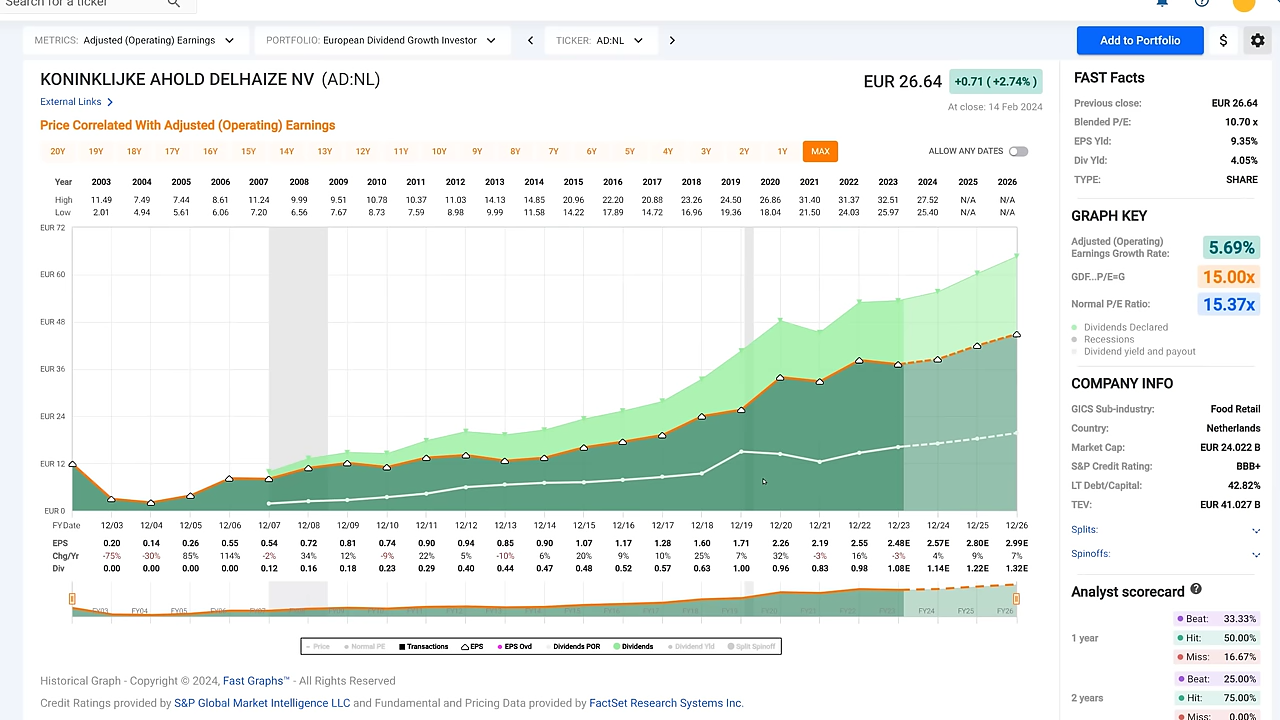 Search for a ticker
METRICS: Adjusted (Operating) Earnings PORTFOLIO: European Dividend Growth Investor TICKER: AD:NL Add to Portfolio $
KONINKLIJKE AHOLD DELHAIZE NV (AD:NL) EUR 26.64 +0.71 ( +2.74% )
External Links At close: 14 Feb 2024
Price Correlated With Adjusted (Operating) Earnings
20Y 19Y 18Y 17Y 16Y 15Y 14Y 13Y 12Y 11Y 10Y 9Y 8Y 7Y 6Y 5Y 4Y 3Y 2Y 1Y MAX ALLOW ANY DATES
Year 2003 2004 2005 2006 2007 2008 2009 2010 2011 2012 2013 2014 2015 2016 2017 2018 2019 2020 2021 2022 2023 2024 2025 2026
High 11.49 7.49 7.44 8.61 11.24 9.99 9.51 10.78 10.37 11.03 14.13 14.85 20.96 22.20 20.88 23.26 24.50 26.86 31.40 31.37 32.51 27.52 N/A N/A
Low 2.01 4.94 5.61 6.06 7.20 6.56 7.67 8.73 7.59 8.98 9.99 11.58 14.22 17.89 14.72 16.96 19.36 18.04 21.50 24.03 25.97 25.40 N/A N/A
EUR 72
EUR 60
EUR 48
EUR 36
EUR 24
EUR 12
EUR 0
FY Date 12/03 12/04 12/05 12/06 12/07 12/08 12/09 12/10 12/11 12/12 12/13 12/14 12/15 12/16 12/17 12/18 12/19 12/20 12/21 12/22 12/23 12/24 12/25 12/26
EPS 0.20 0.14 0.26 0.55 0.54 0.72 0.81 0.74 0.90 0.94 0.85 0.90 1.07 1.17 1.28 1.60 1.71 2.26 2.19 2.55 2.48E 2.57E 2.80E 2.99E
Chg/Yr -75% -30% 85% 114% -2% 34% 12% -9% 22% 5% -10% 6% 20% 9% 10% 25% 7% 32% -3% 16% -3% 4% 9% 7%
Div 0.00 0.00 0.00 0.00 0.12 0.16 0.18 0.23 0.29 0.40 0.44 0.47 0.48 0.52 0.57 0.63 1.00 0.96 0.83 0.98 1.08E 1.14E 1.22E 1.32E
FY03 FY04 FY05 FY06 FY07 FY08 FY09 FY10 FY11 FY12 FY13 FY14 FY15 FY16 FY17 FY18 FY19 FY20 FY21 FY22 FY23 FY24 FY25 FY26
Price Normal PE Transactions EPS EPS Ovd Dividends POR Dividends Dividend Yld Split Spinoff
Historical Graph - Copyright © 2024, Fast Graphs™ - All Rights Reserved
Credit Ratings provided by S&P Global Market Intelligence LLC and Fundamental and Pricing Data provided by FactSet Research Systems Inc.
FAST Facts
Previous close: EUR 26.64
Blended P/E: 10.70 x
EPS Yld: 9.35%
Div Yld: 4.05%
TYPE: SHARE
GRAPH KEY
Adjusted (Operating)
Earnings Growth Rate: 5.69%
GDF...P/E=G 15.00x
Normal P/E Ratio: 15.37x
Dividends Declared
Recessions
Dividend yield and payout
COMPANY INFO
GICS Sub-industry: Food Retail
Country: Netherlands
Market Cap: EUR 24.022 B
S&P Credit Rating: BBB+
LT Debt/Capital: 42.82%
TEV: EUR 41.027 B
Splits:
Spinoffs:
Analyst scorecard
Beat: 33.33%
1 year Hit: 50.00%
Miss: 16.67%
Beat: 25.00%
2 years Hit: 75.00%
Miss: 0.00%